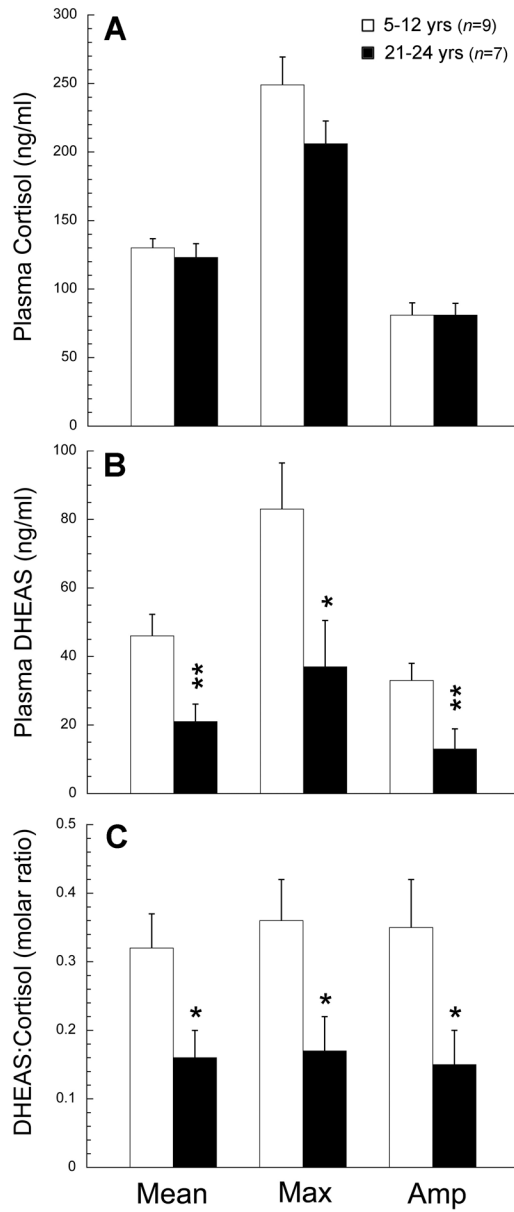 A
5-12 yrs (n=9)
21-24 yrs (n=7)
Plasma Cortisol (ng/ml)
300
250
200
150
100
50
0
B
Plasma DHEAS (ng/ml)
100
80
60
40
20
0
**
*
**
C
DHEAS:Cortisol (molar ratio)
0.5
0.4
0.3
0.2
0.1
0
*
*
*
Mean Max Amp